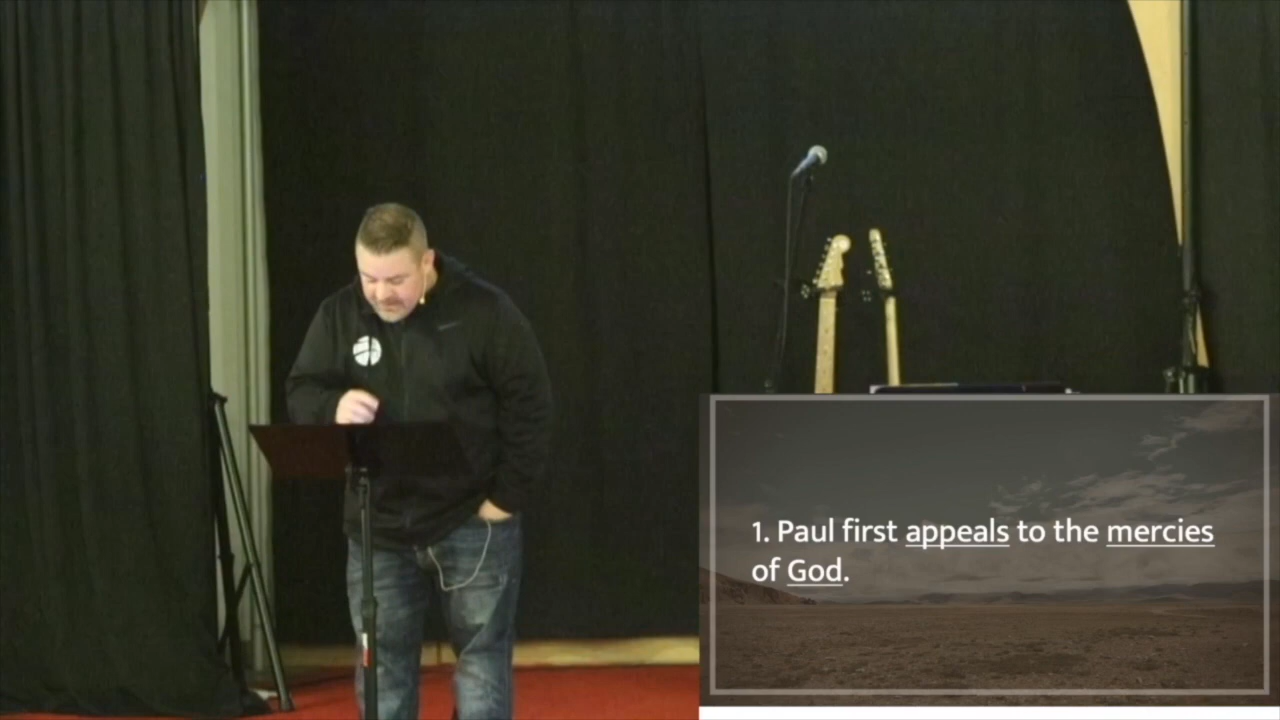 1. Paul first appeals to the mercies
of God.